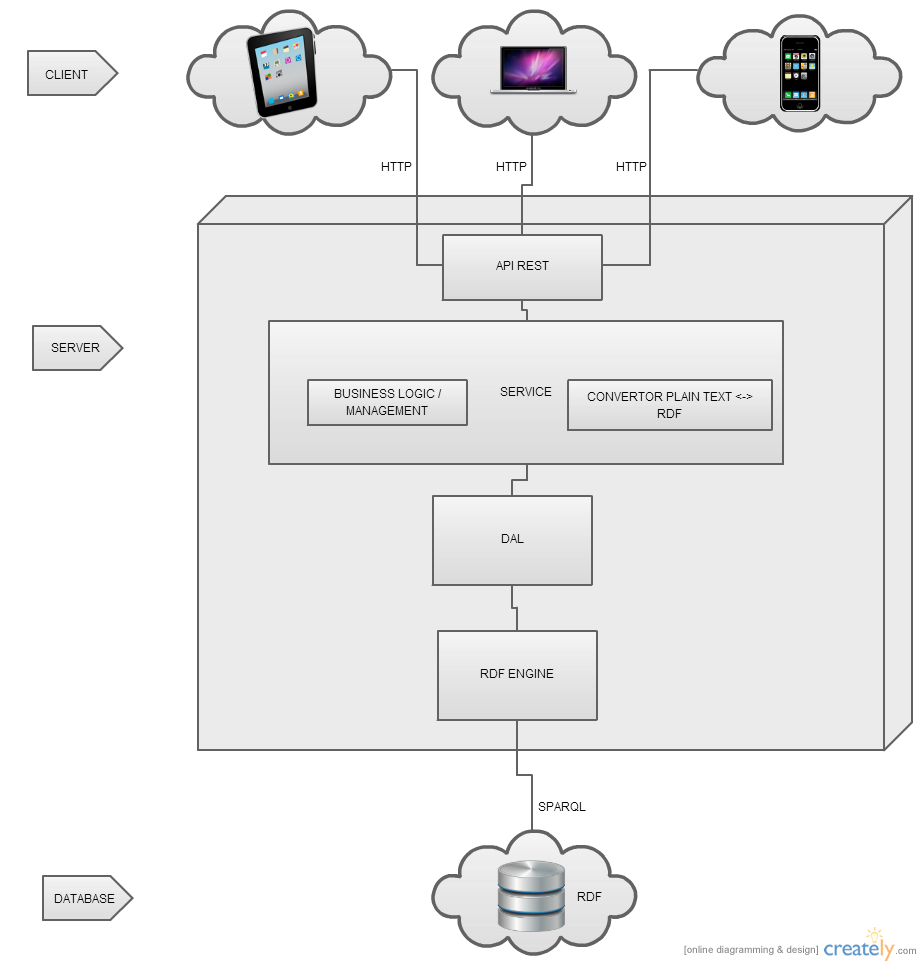 CLIENT
HTTP
HTTP
HTTP
API REST
SERVER
BUSINESS LOGIC /
MANAGEMENT
SERVICE
CONVERTOR PLAIN TEXT <->
RDF
DAL
RDF ENGINE
SPARQL
DATABASE
RDF
[online diagramming & design] creately.com